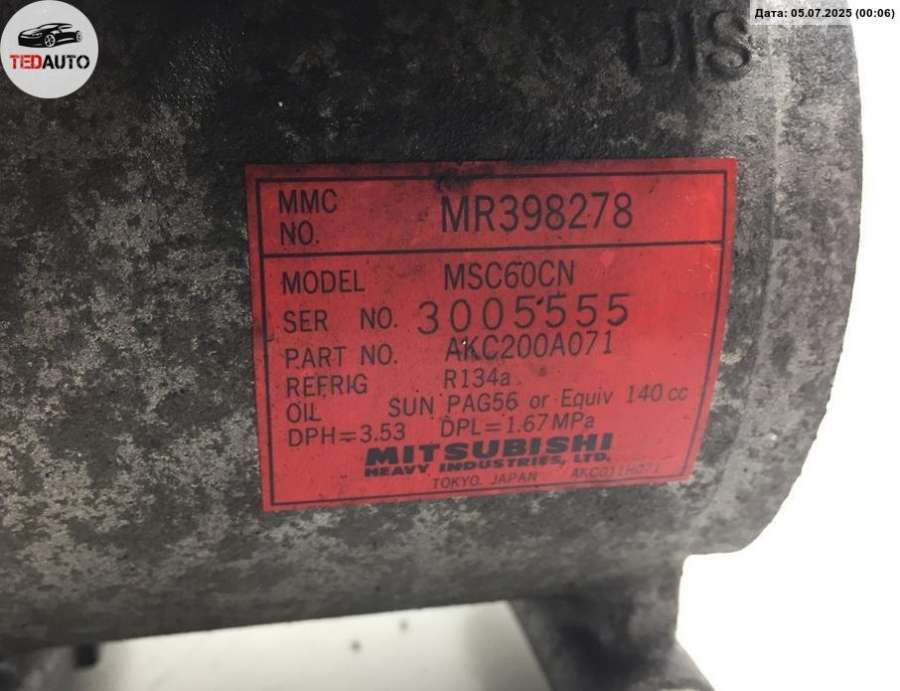 TEDAUTO
Дата: 05.07.2025 (00:06)
DIS
MMC NO. MR398278
MODEL MSC60CN
SER NO. 3005555
PART NO. AKC200A071
REFRIG R134a
OIL SUN PAG56 or Equiv 140 cc
DPH=3.53 DPL=1.67MPa
MITSUBISHI
HEAVY INDUSTRIES, LTD.
TOKYO. JAPAN AKC011H071